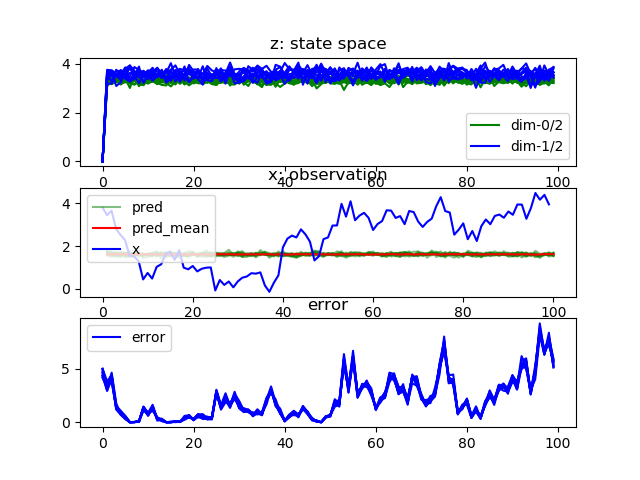 z: state space
4
2
0
dim-0/2
dim-1/2
0 20 40 60 80 100
x: observation
4
2
0
pred
pred_mean
x
0 20 40 60 80 100
error
5
0
error
0 20 40 60 80 100